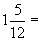 1 5/12 =